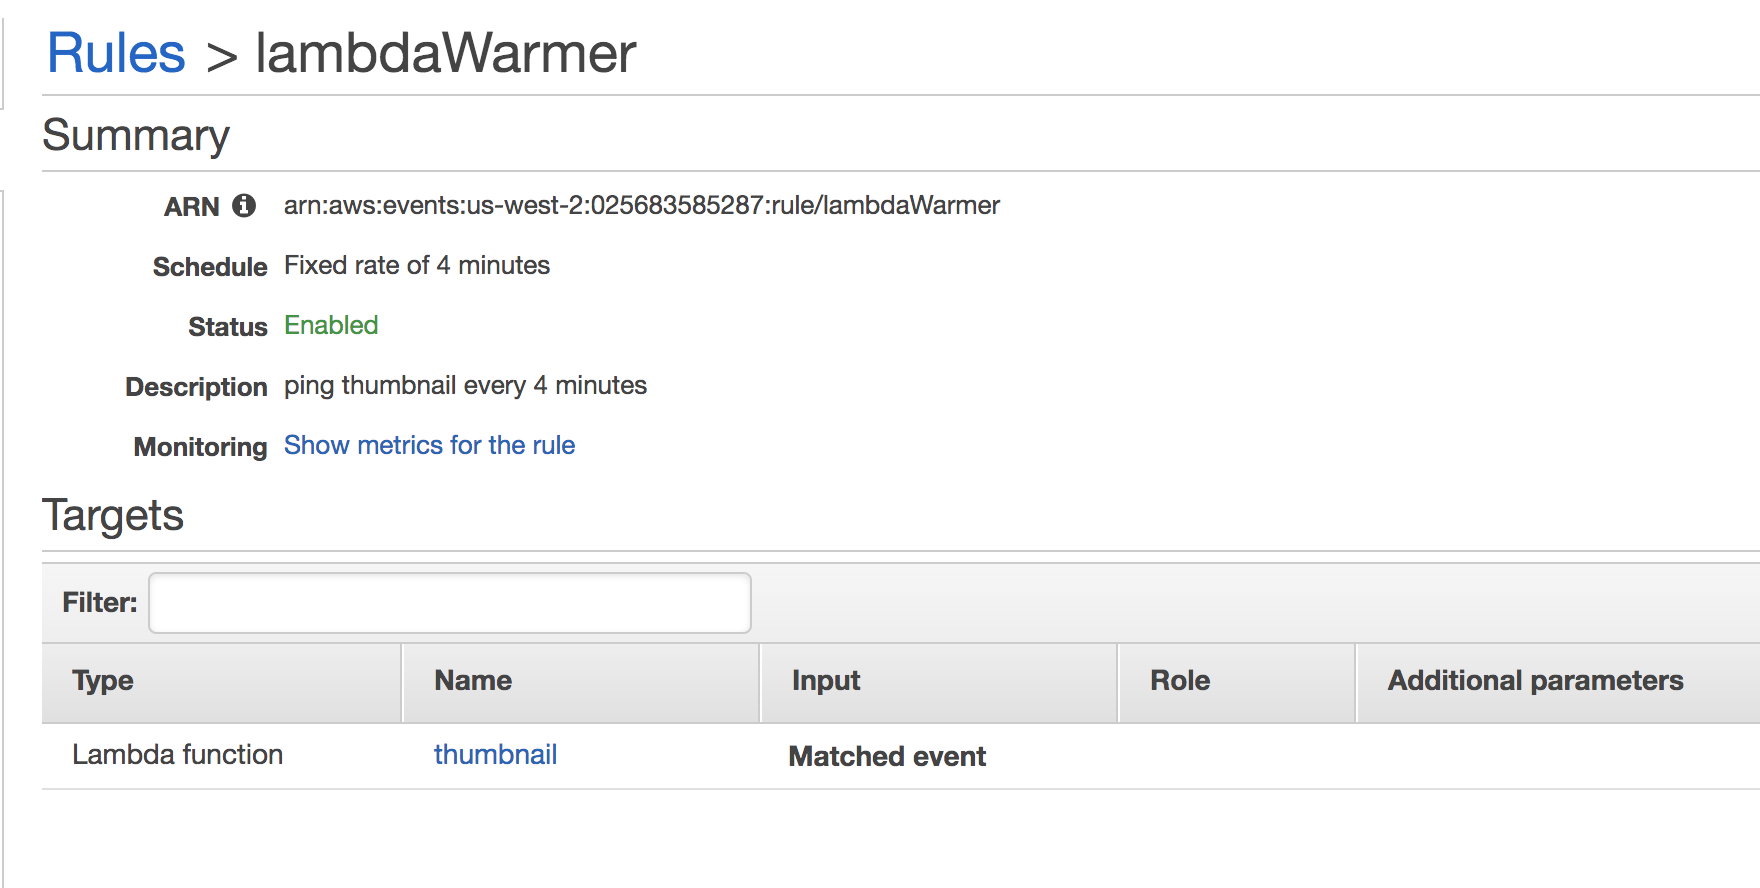 Rules > lambdaWarmer
Summary
ARN arn:aws:events:us-west-2:025683585287:rule/lambdaWarmer
Schedule Fixed rate of 4 minutes
Status Enabled
Description ping thumbnail every 4 minutes
Monitoring Show metrics for the rule
Targets
Filter:
Type Name Input Role Additional parameters
Lambda function thumbnail Matched event